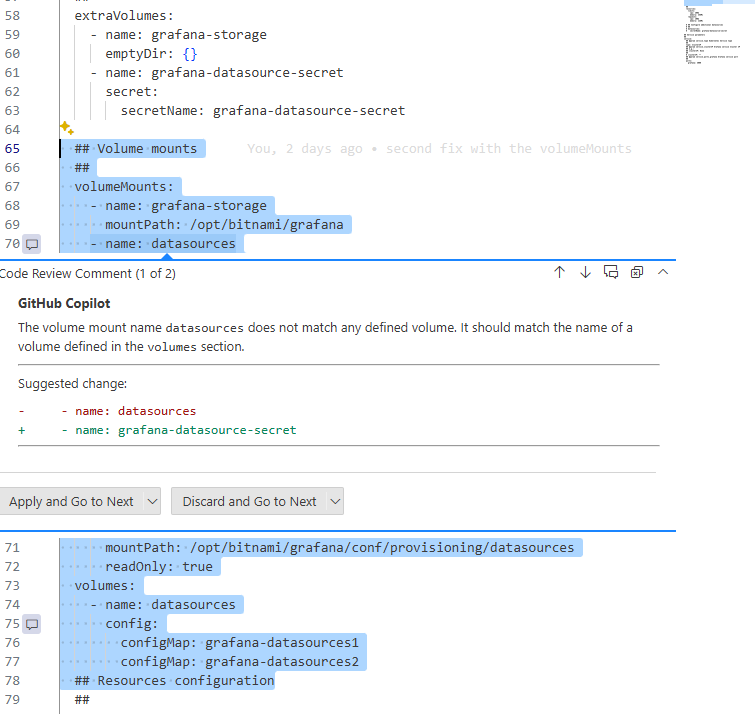 ##
58 extraVolumes:
59 - name: grafana-storage
60 emptyDir: {}
61 - name: grafana-datasource-secret
62 secret:
63 secretName: grafana-datasource-secret
64
65 ## Volume mounts You, 2 days ago • second fix with the volumeMounts
66 ##
67 volumeMounts:
68 - name: grafana-storage
69 mountPath: /opt/bitnami/grafana
70 - name: datasources
Code Review Comment (1 of 2)
GitHub Copilot
The volume mount name datasources does not match any defined volume. It should match the name of a
volume defined in the volumes section.
Suggested change:
- - name: datasources
+ - name: grafana-datasource-secret
Apply and Go to Next Discard and Go to Next
71 mountPath: /opt/bitnami/grafana/conf/provisioning/datasources
72 readOnly: true
73 volumes:
74 - name: datasources
75 config:
76 configMap: grafana-datasources1
77 configMap: grafana-datasources2
78 ## Resources configuration
79 ##